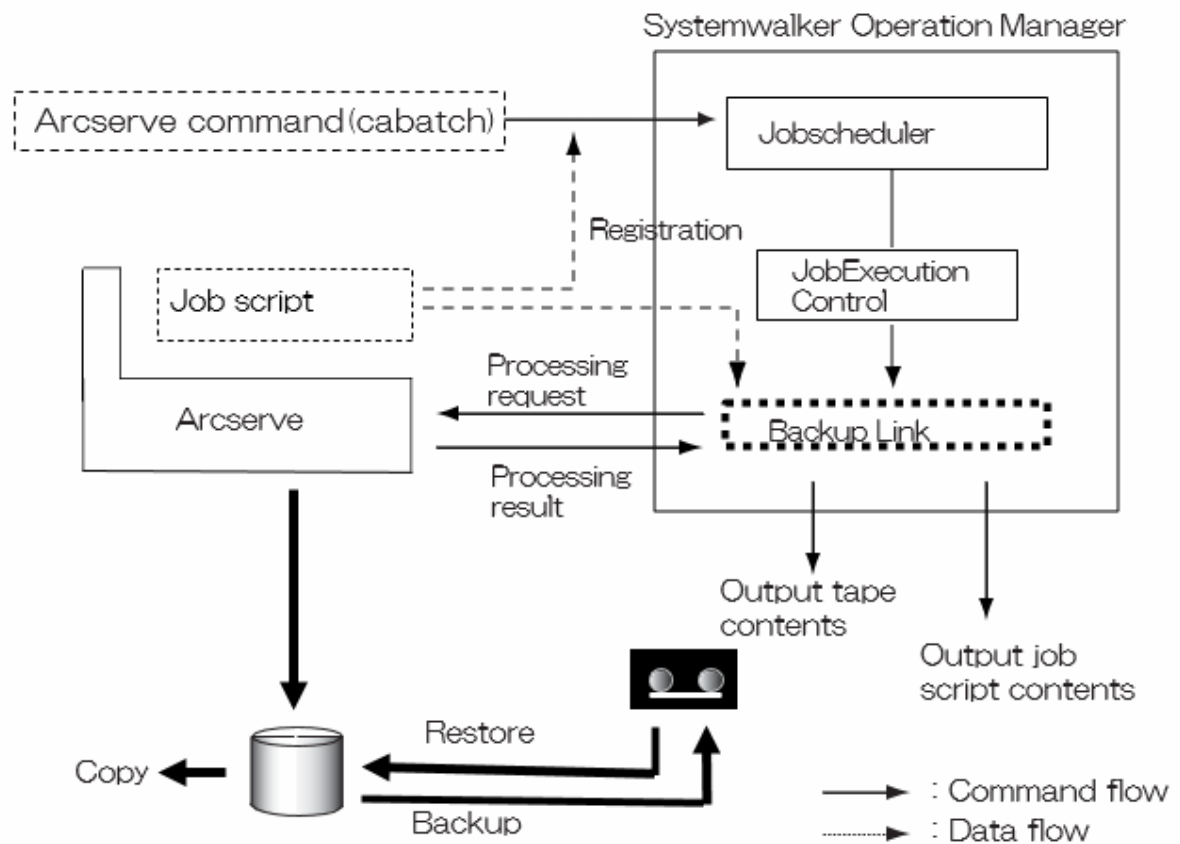 Systemwalker Operation Manager
Arcserve command(cabatch)
Jobscheduler
Registration
JobExecution
Control
Job script
Processing
request
Arcserve
Backup Link
Processing
result
Output tape
contents
Output job
script contents
Restore
Copy
Backup
: Command flow
: Data flow